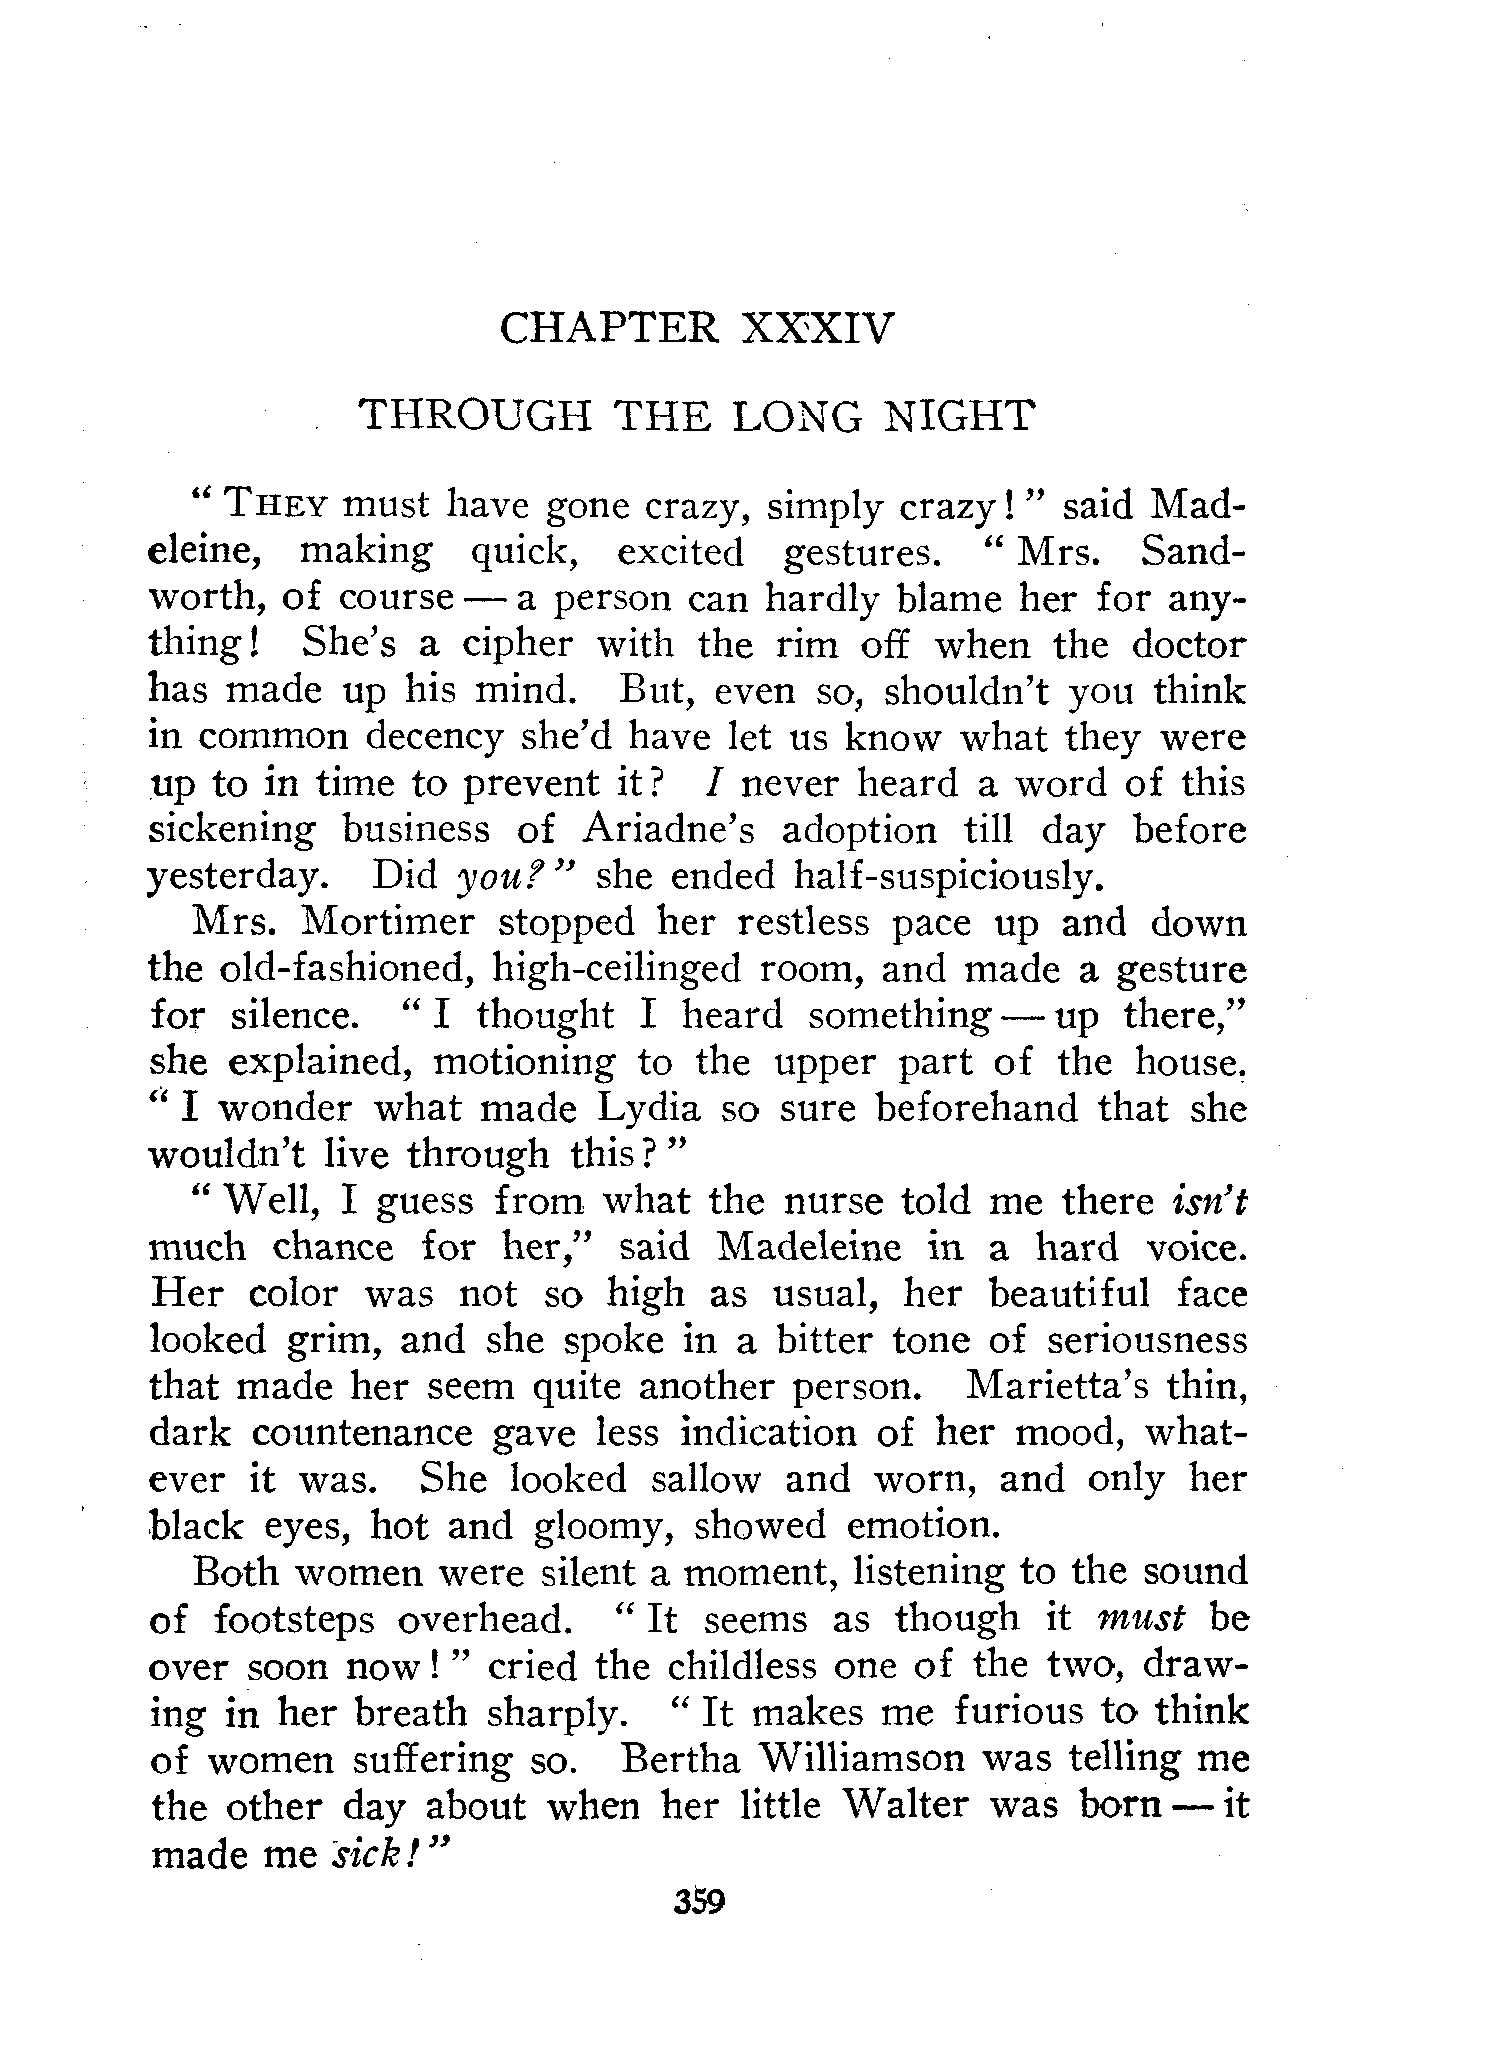 CHAPTER XXXIV
THROUGH THE LONG NIGHT
" THEY must have gone crazy, simply crazy! " said Mad-
eleine, making quick, excited gestures. " Mrs. Sand-
worth, of course — a person can hardly blame her for any-
thing! She's a cipher with the rim off when the doctor
has made up his mind. But, even so, shouldn't you think
in common decency she'd have let us know what they were
up to in time to prevent it? I never heard a word of this
sickening business of Ariadne's adoption till day before
yesterday. Did you? " she ended half-suspiciously.
Mrs. Mortimer stopped her restless pace up and down
the old-fashioned, high-ceilinged room, and made a gesture
for silence. " I thought I heard something — up there,"
she explained, motioning to the upper part of the house.
" I wonder what made Lydia so sure beforehand that she
wouldn't live through this? "
" Well, I guess from what the nurse told me there isn't
much chance for her," said Madeleine in a hard voice.
Her color was not so high as usual, her beautiful face
looked grim, and she spoke in a bitter tone of seriousness
that made her seem quite another person. Marietta's thin,
dark countenance gave less indication of her mood, what-
ever it was. She looked sallow and worn, and only her
black eyes, hot and gloomy, showed emotion.
Both women were silent a moment, listening to the sound
of footsteps overhead. " It seems as though it must be
over soon now! " cried the childless one of the two, draw-
ing in her breath sharply. " It makes me furious to think
of women suffering so. Bertha Williamson was telling me
the other day about when her little Walter was born — it
made me sick! "
359